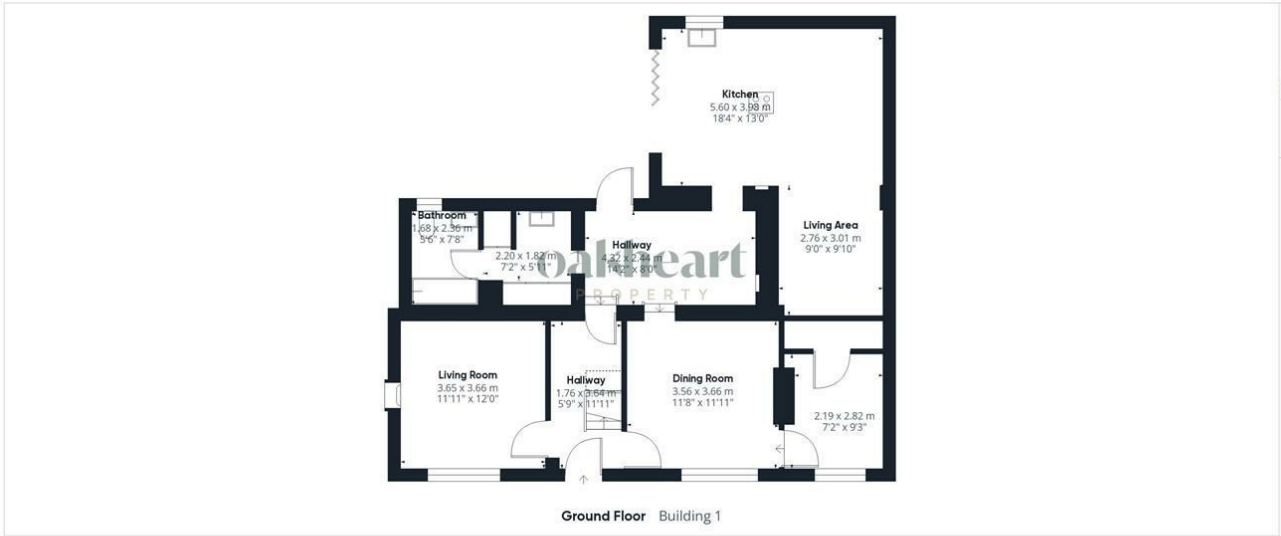 Kitchen
5.60 x 3.98 m
18'4" x 13'0"
Bathroom
1.68 x 2.36 m
5'6" x 7'8"
2.20 x 1.82 m
7'2" x 5'11"
Hallway
4.32 x 2.44 m
14'2" x 8'0"
Living Area
2.76 x 3.01 m
9'0" x 9'10"
oakheart
PROPERTY
Living Room
3.65 x 3.66 m
11'11" x 12'0"
Hallway
1.76 x 3.64 m
5'9" x 11'11"
Dining Room
3.56 x 3.66 m
11'8" x 11'11"
2.19 x 2.82 m
7'2" x 9'3"
Ground Floor Building 1